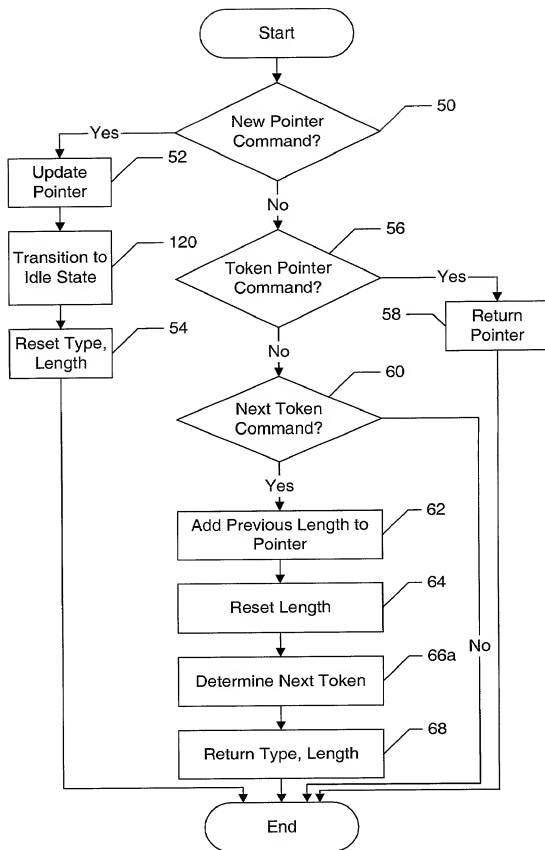 Start
New Pointer
Command?
50
Yes
Update
Pointer
52
No
Transition to
Idle State
120
Token Pointer
Command?
56
Yes
Reset Type,
Length
54
58
Return
Pointer
No
Next Token
Command?
60
Yes
Add Previous Length to
Pointer
62
Reset Length
64
No
Determine Next Token
66a
Return Type, Length
68
End